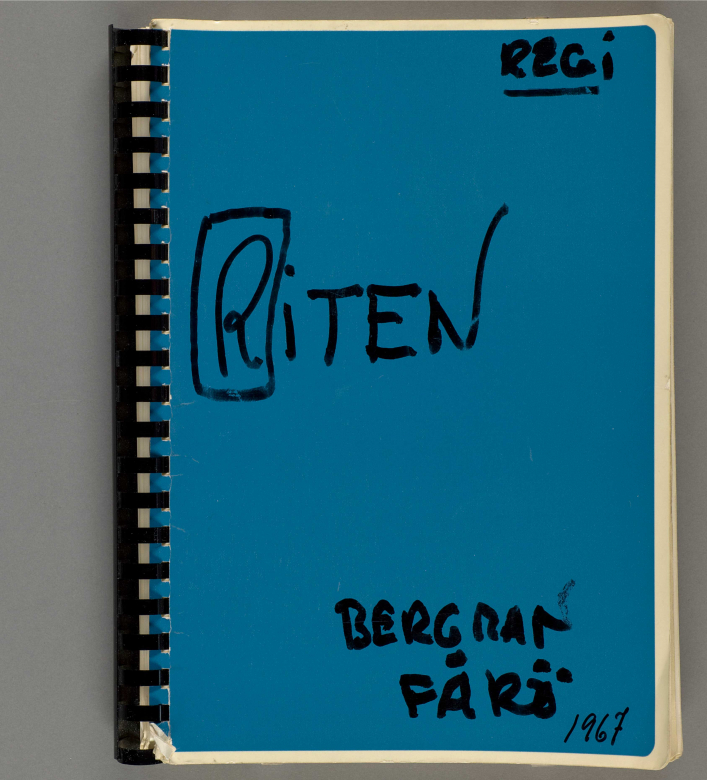 REGi
RiTEN
BERGMAN
FÅRÖ
1967